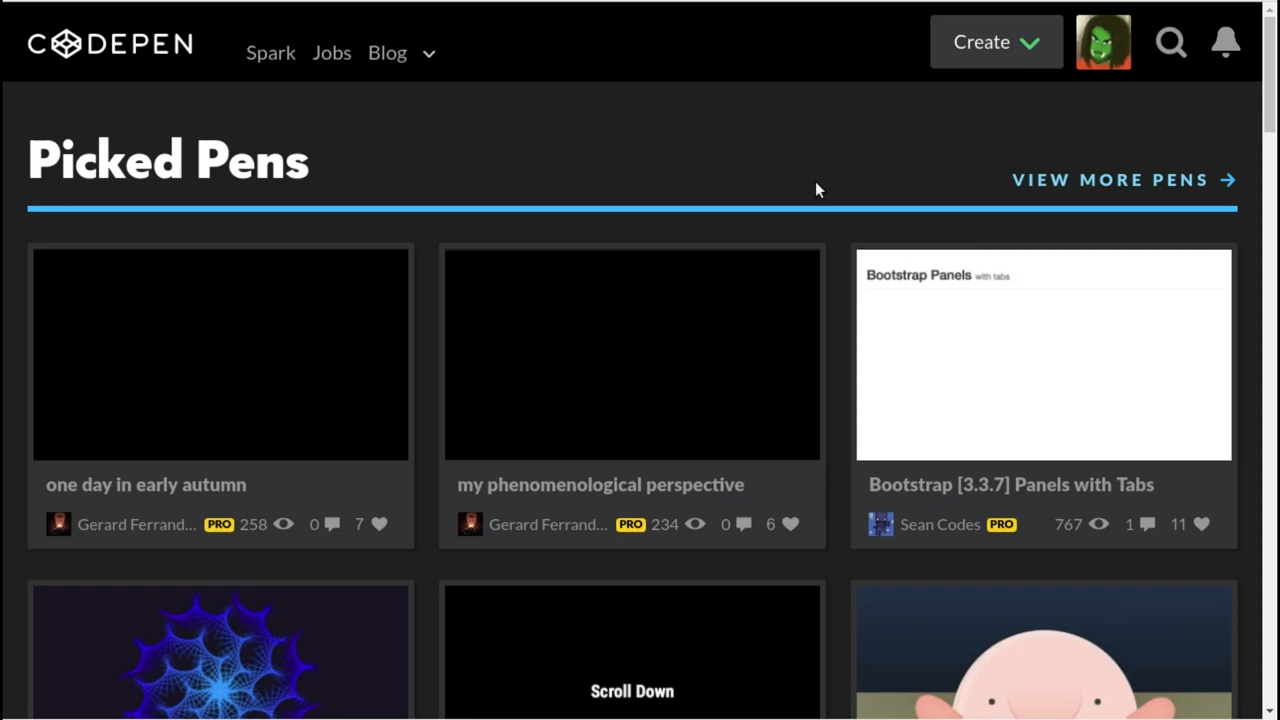 CODEPEN Spark Jobs Blog Create
Picked Pens
VIEW MORE PENS
Bootstrap Panels with tabs
one day in early autumn
Gerard Ferrand... PRO 258 0 7
my phenomenological perspective
Gerard Ferrand... PRO 234 0 6
Bootstrap [3.3.7] Panels with Tabs
Sean Codes PRO 767 1 11
Scroll Down